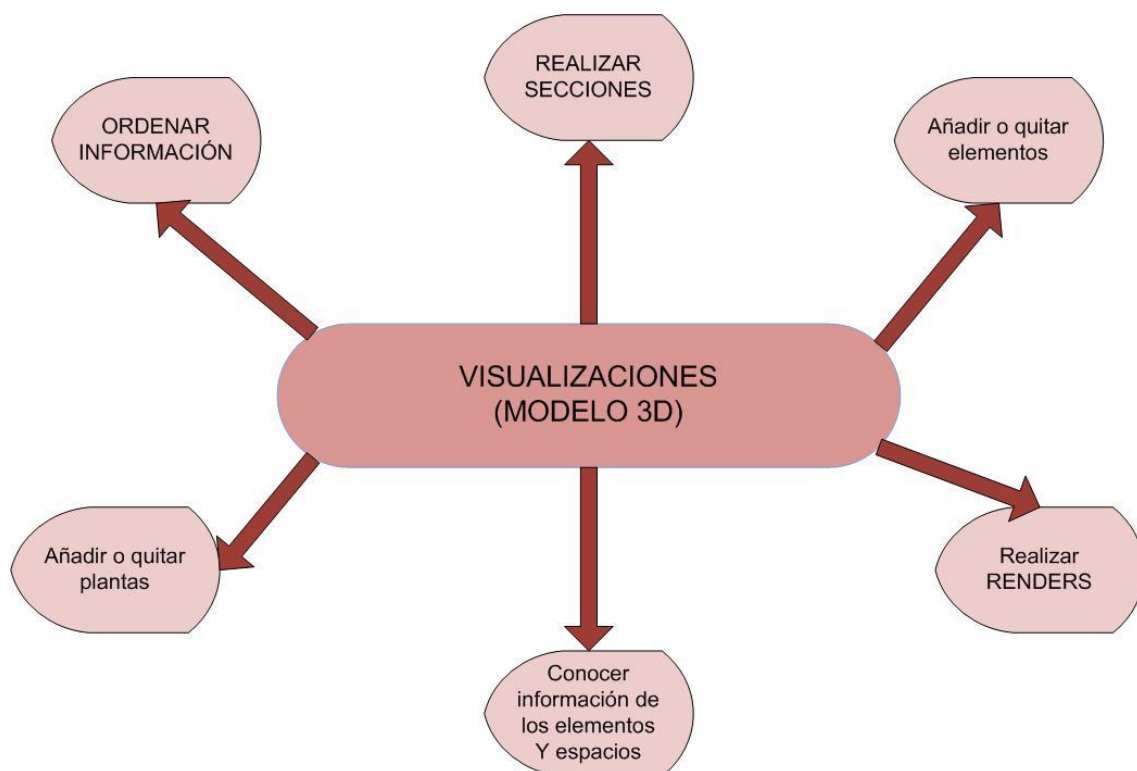 REALIZAR
SECCIONES
ORDENAR
INFORMACIÓN
Añadir o quitar
elementos
VISUALIZACIONES
(MODELO 3D)
Añadir o quitar
plantas
Realizar
RENDERS
Conocer
información de
los elementos
Y espacios